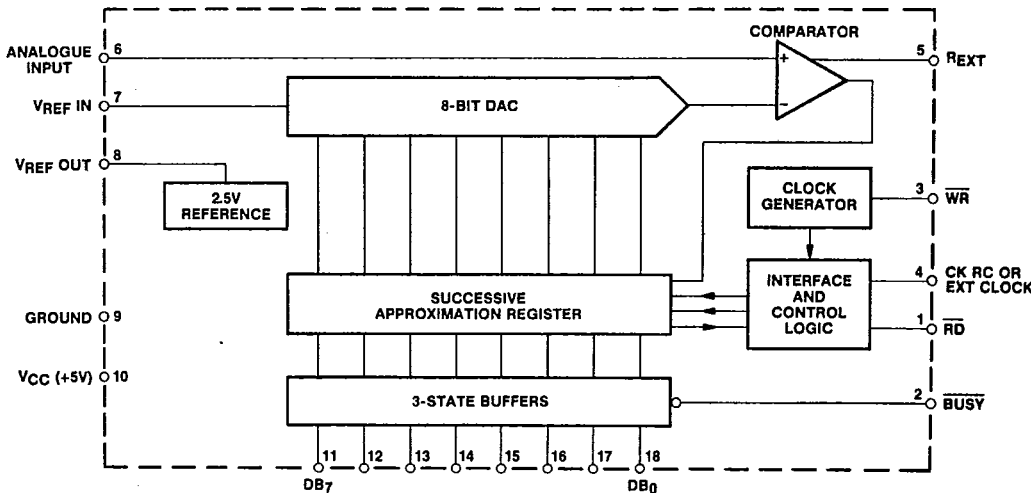 COMPARATOR
ANALOGUE
INPUT
6
5
REXT
+
VREF IN
7
8-BIT DAC
−
VREF OUT
8
2.5V
REFERENCE
CLOCK
GENERATOR
3
WR
SUCCESSIVE
APPROXIMATION REGISTER
INTERFACE
AND
CONTROL
LOGIC
4
CK RC OR
EXT CLOCK
GROUND
9
1
RD
VCC (+5V)
10
3-STATE BUFFERS
2
BUSY
11
12
13
14
15
16
17
18
DB7
DB0